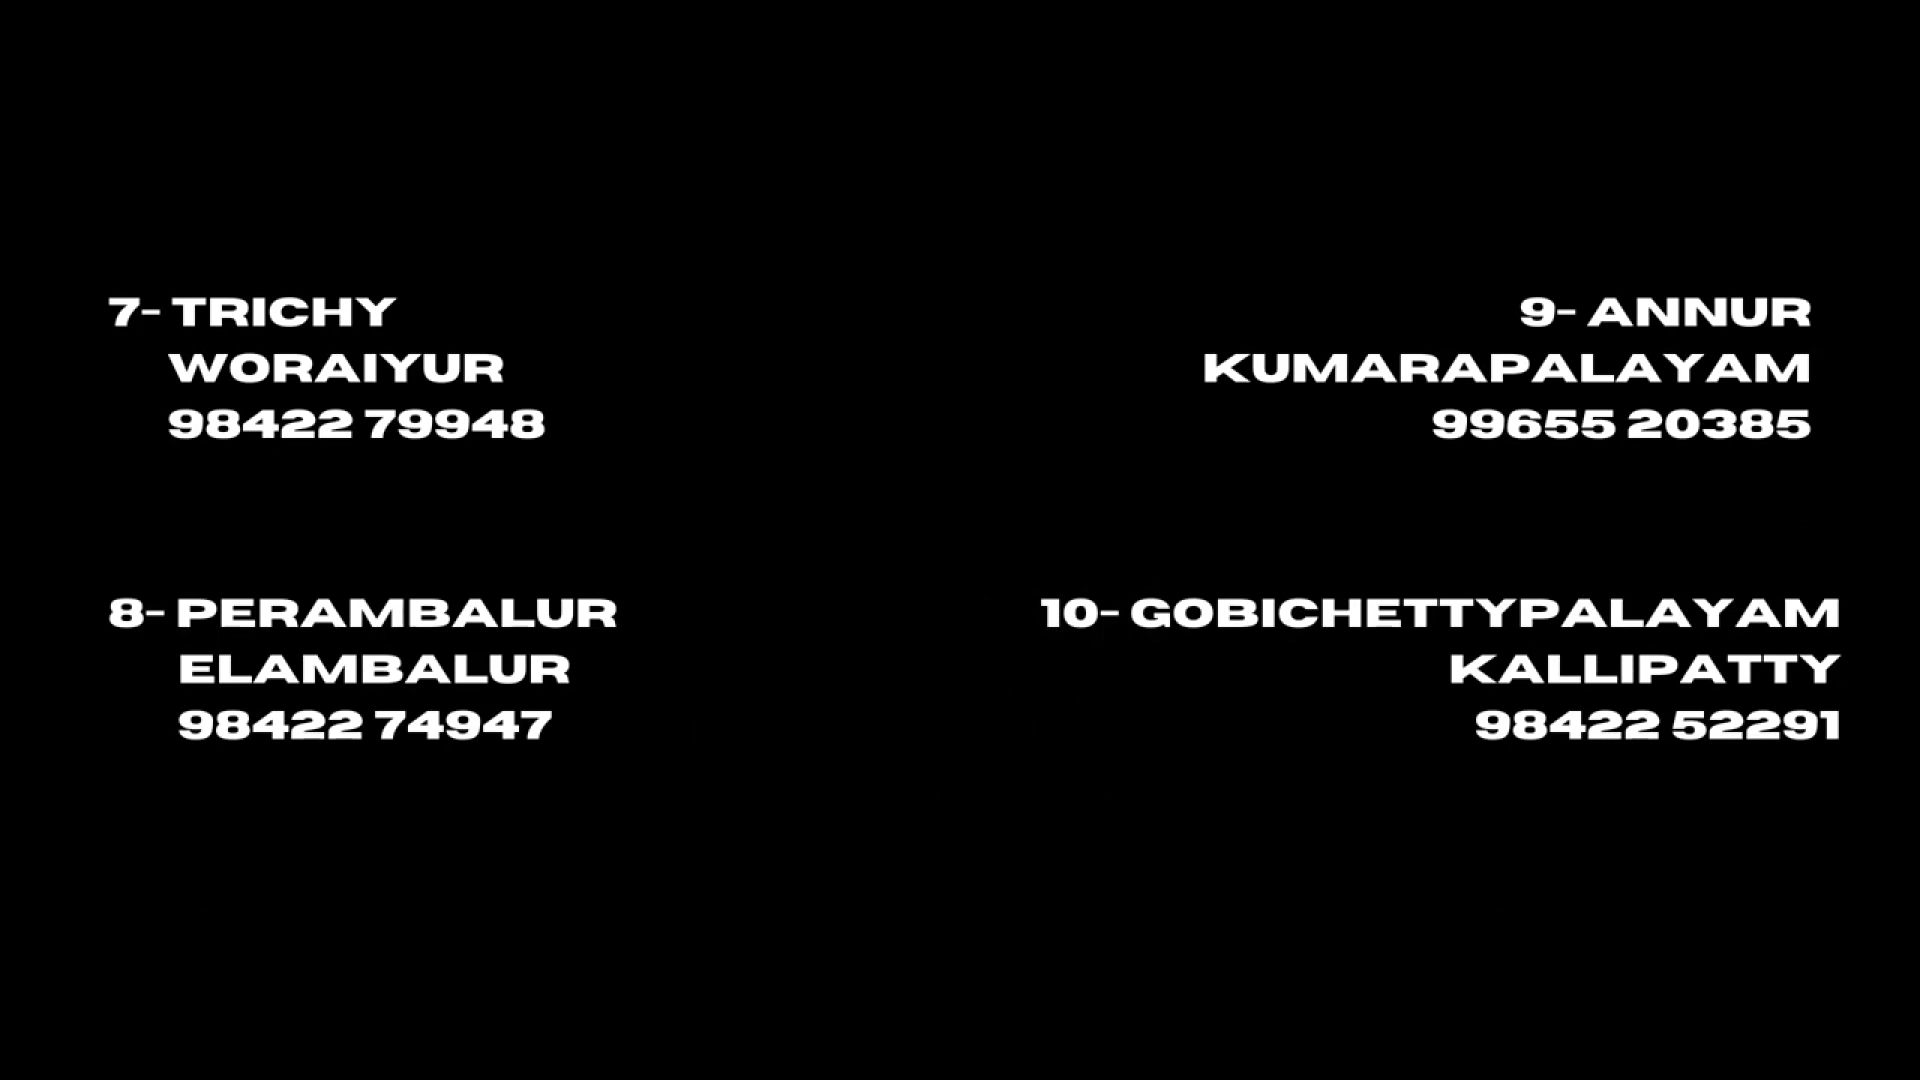 7- TRICHY
WORAIYUR
98422 79948
8- PERAMBALUR
ELAMBALUR
98422 74947
9- ANNUR
KUMARAPALAYAM
99655 20385
10- GOBICHETTYPALAYAM
KALLIPATTY
98422 52291